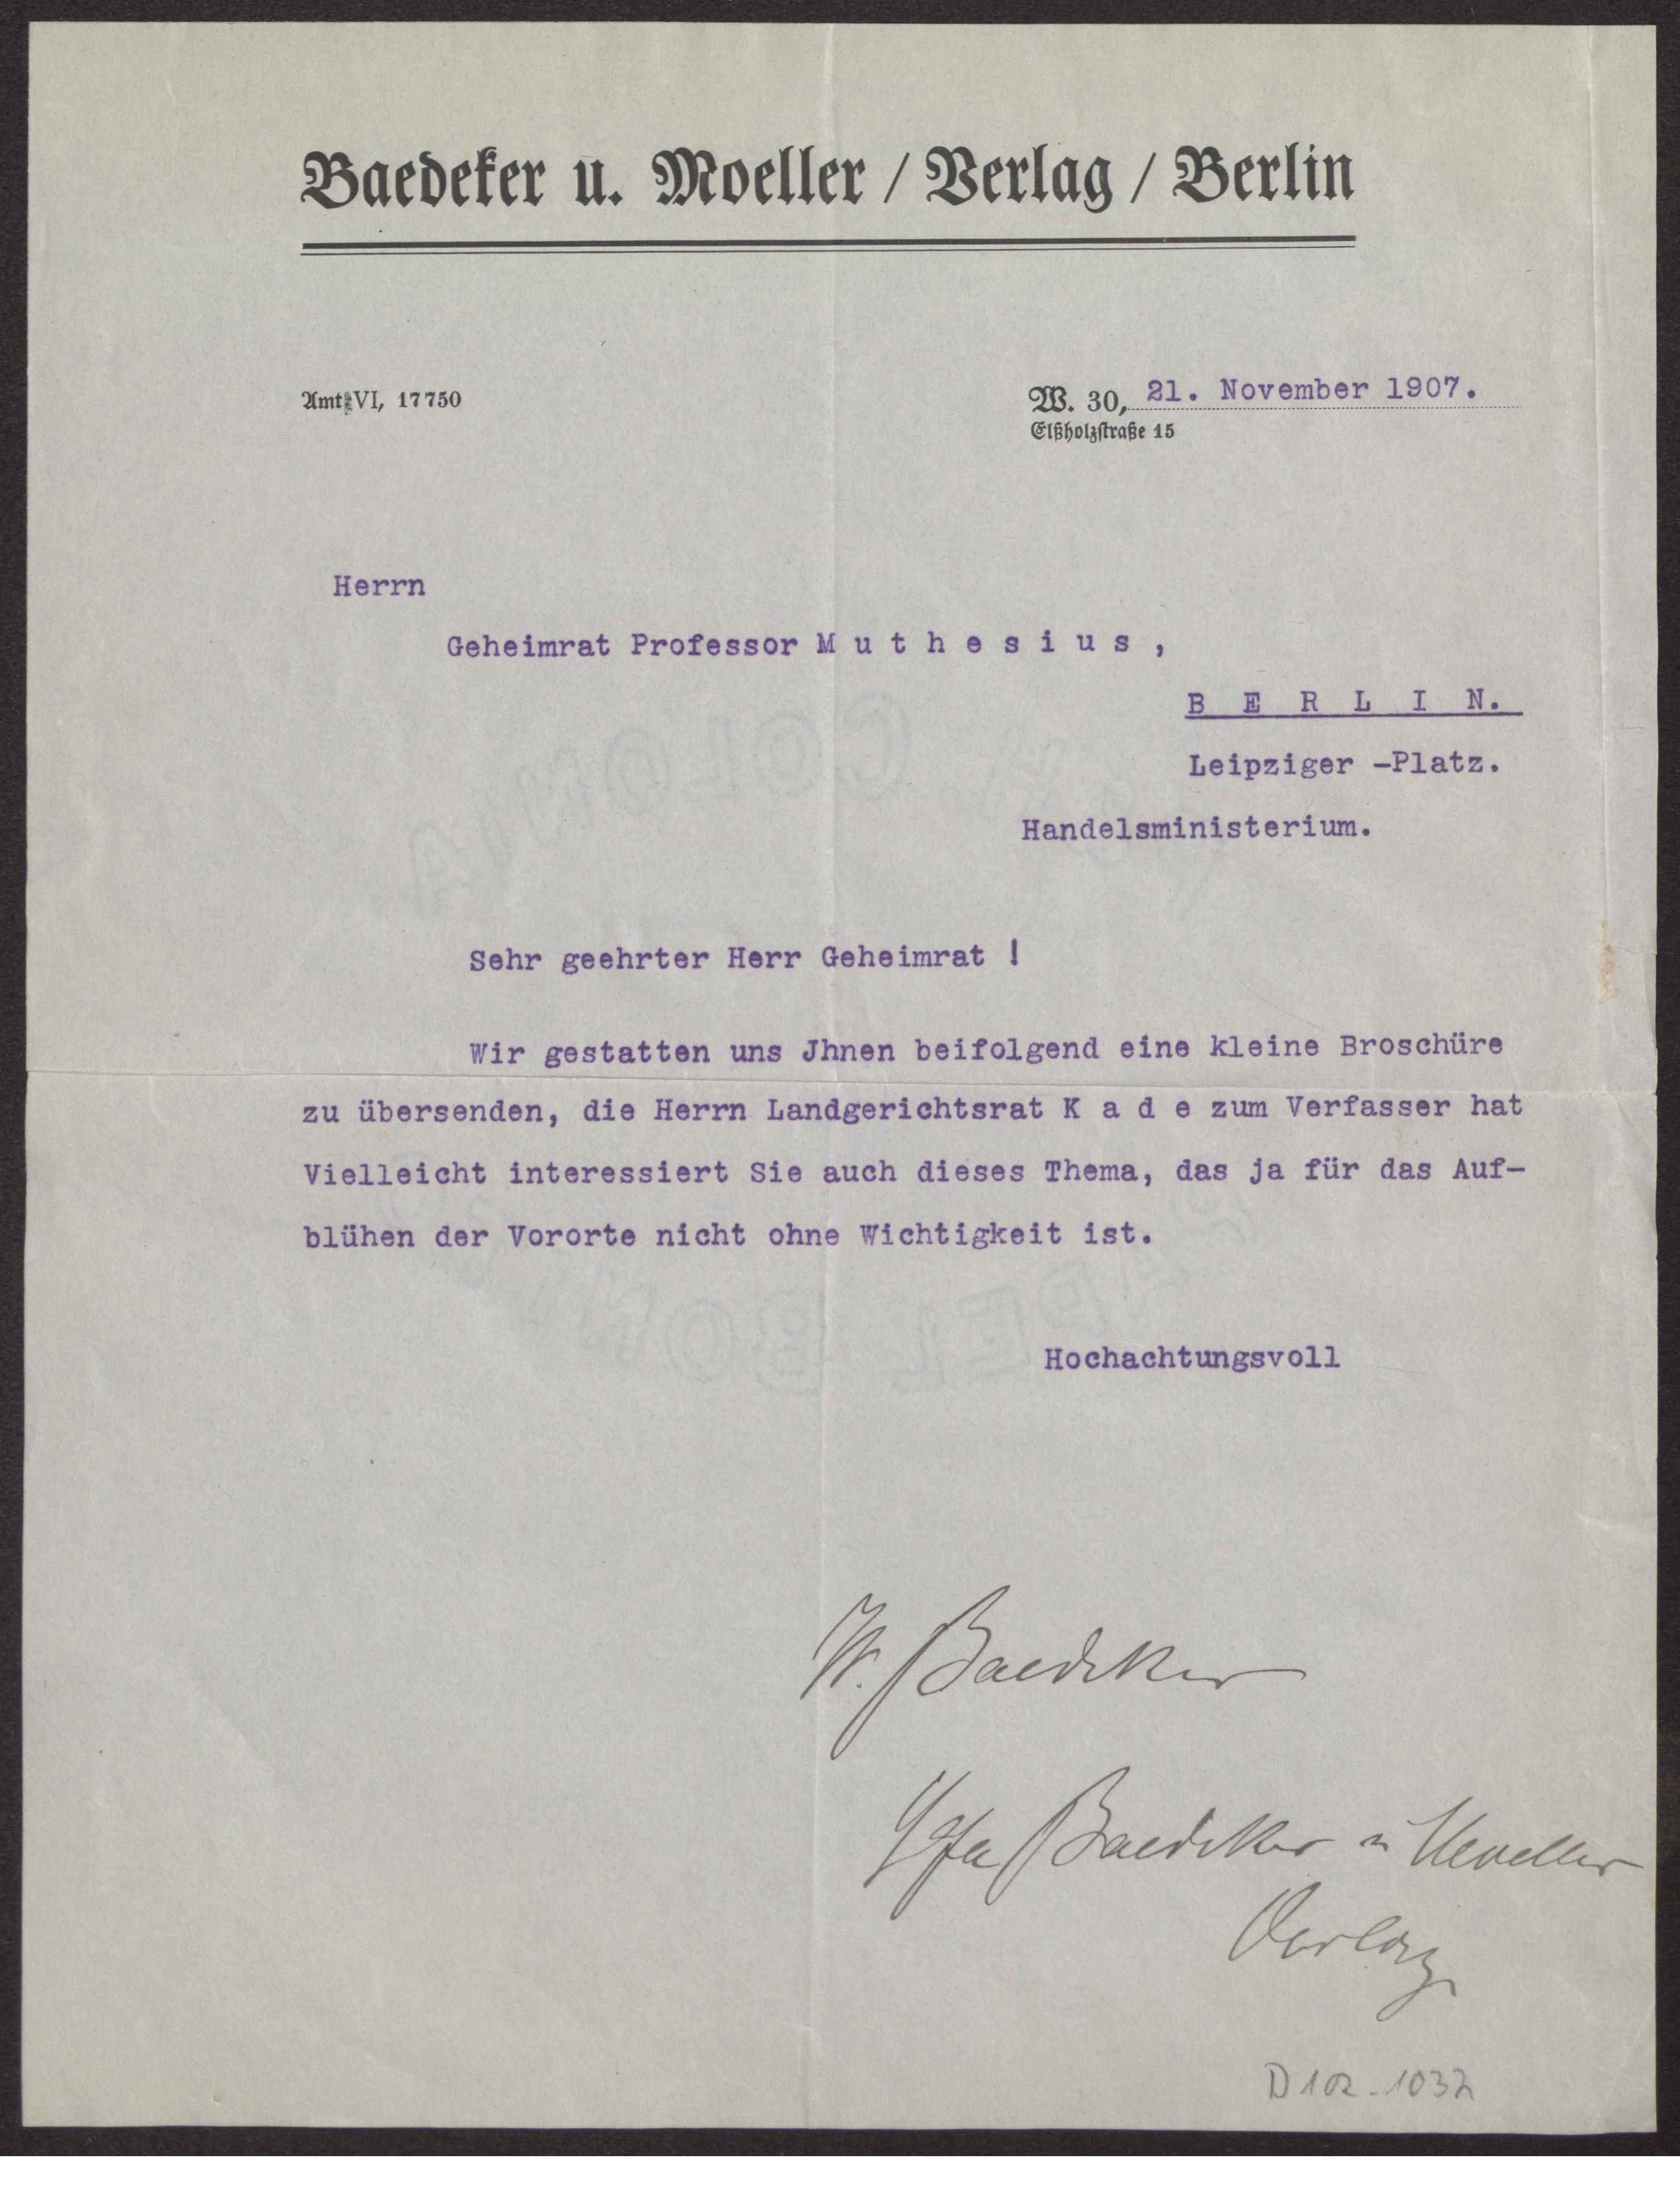 Baedeker u. Moeller / Verlag / Berlin
Amt VI, 17750
W. 30, 21. November 1907.
Elßholzstraße 15
Herrn
Geheimrat Professor M u t h e s i u s ,
B E R L I N.
Leipziger -Platz.
Handelsministerium.
Sehr geehrter Herr Geheimrat !
Wir gestatten uns Jhnen beifolgend eine kleine Broschüre
zu übersenden, die Herrn Landgerichtsrat K a d e zum Verfasser hat
Vielleicht interessiert Sie auch dieses Thema, das ja für das Auf-
blühen der Vororte nicht ohne Wichtigkeit ist.
Hochachtungsvoll
W. Baedeker
Baedeker u Moeller
Verlag
D 102-1032